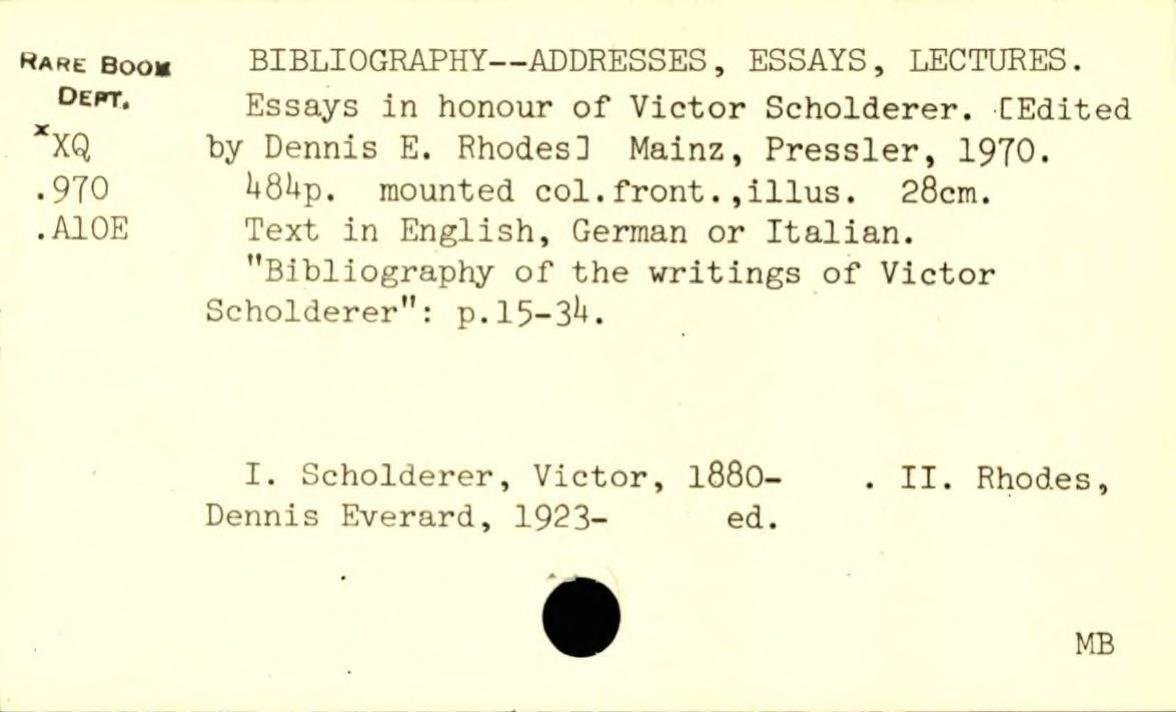 RARE BOOK
DEPT.
BIBLIOGRAPHY--ADDRESSES, ESSAYS, LECTURES.
Essays in honour of Victor Scholderer. [Edited
xXQ by Dennis E. Rhodes] Mainz, Pressler, 1970.
.970 484p. mounted col.front.,illus. 28cm.
.A10E Text in English, German or Italian.
"Bibliography of the writings of Victor
Scholderer": p.15-34.
I. Scholderer, Victor, 1880- . II. Rhodes,
Dennis Everard, 1923- ed.
MB